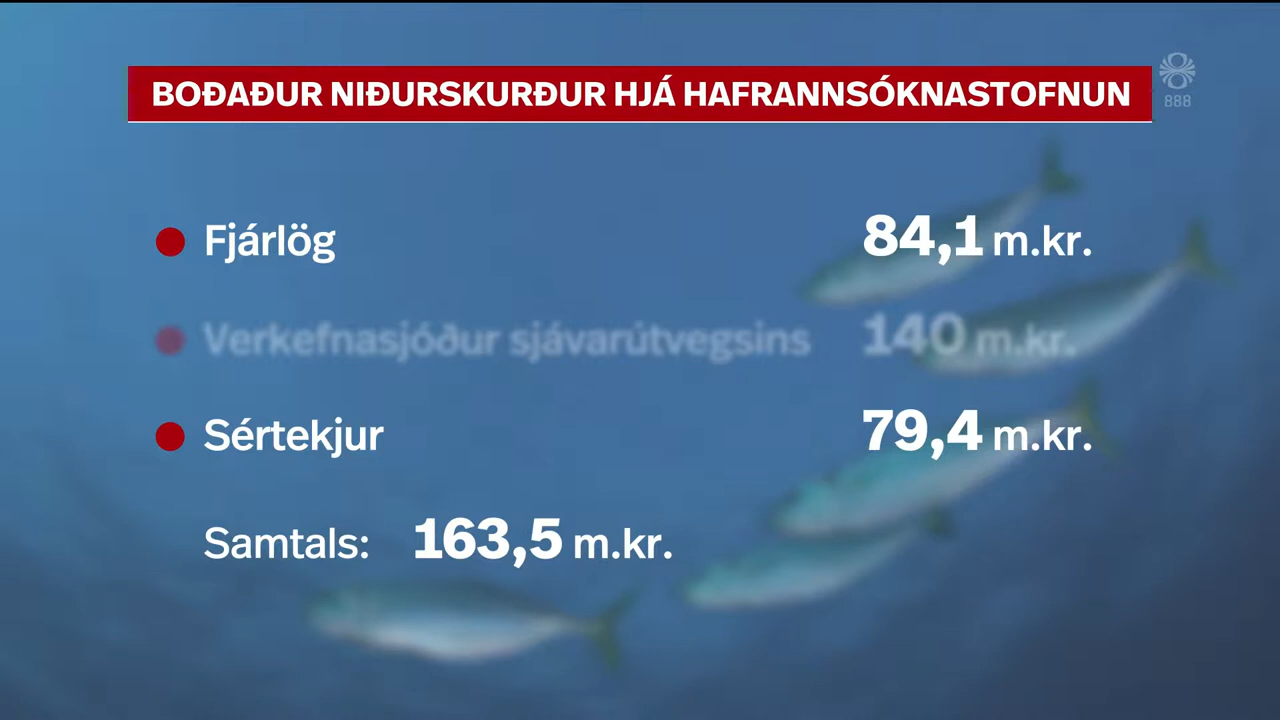 BOÐAÐUR NIÐURSKURÐUR HJÁ HAFRANNSÓKNASTOFNUN
888
Fjárlög 84,1 m.kr.
Verkefnasjóður sjávarútvegsins 140 m.kr.
Sértekjur 79,4 m.kr.
Samtals: 163,5 m.kr.